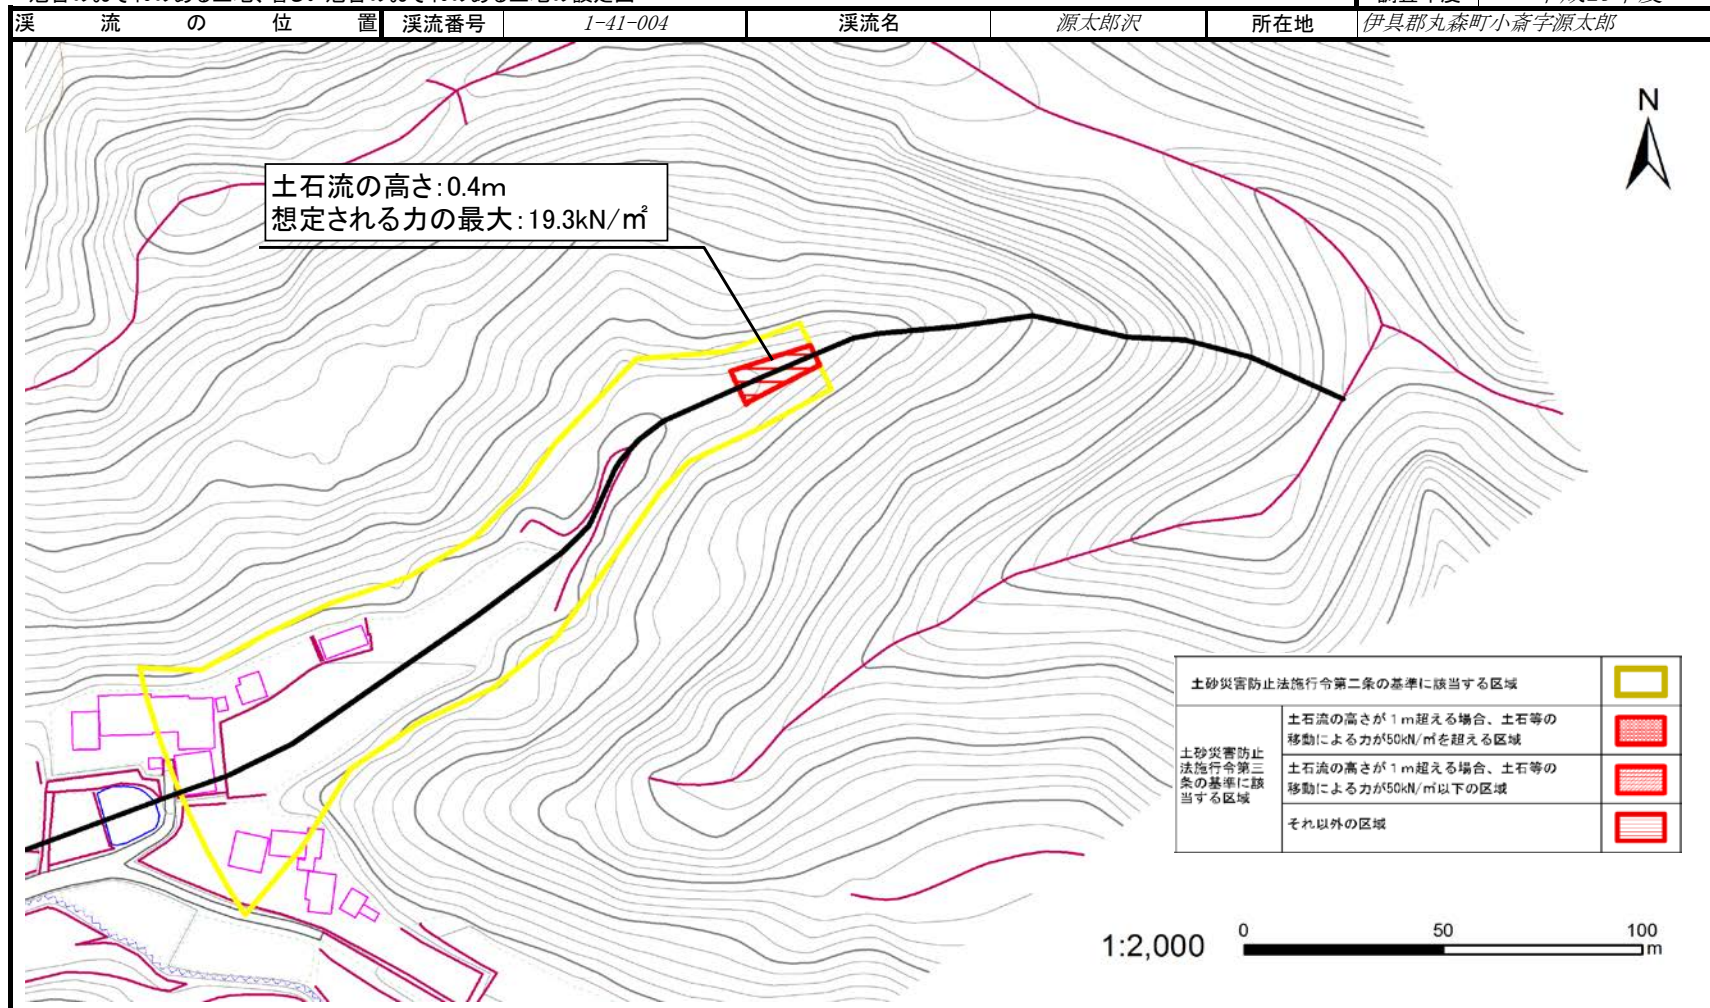 渓流の位置 渓流番号 1-41-004 渓流名 源太郎沢 所在地 伊具郡丸森町小斎字源太郎
N
土石流の高さ:0.4m
想定される力の最大:19.3kN/㎡
土砂災害防止法施行令第二条の基準に該当する区域
土砂災害防止
法施行令第三
条の基準に該
当する区域
土石流の高さが1m超える場合、土石等の
移動による力が50kN/㎡を超える区域
土石流の高さが1m超える場合、土石等の
移動による力が50kN/㎡以下の区域
それ以外の区域
1:2,000
0 50 100
m